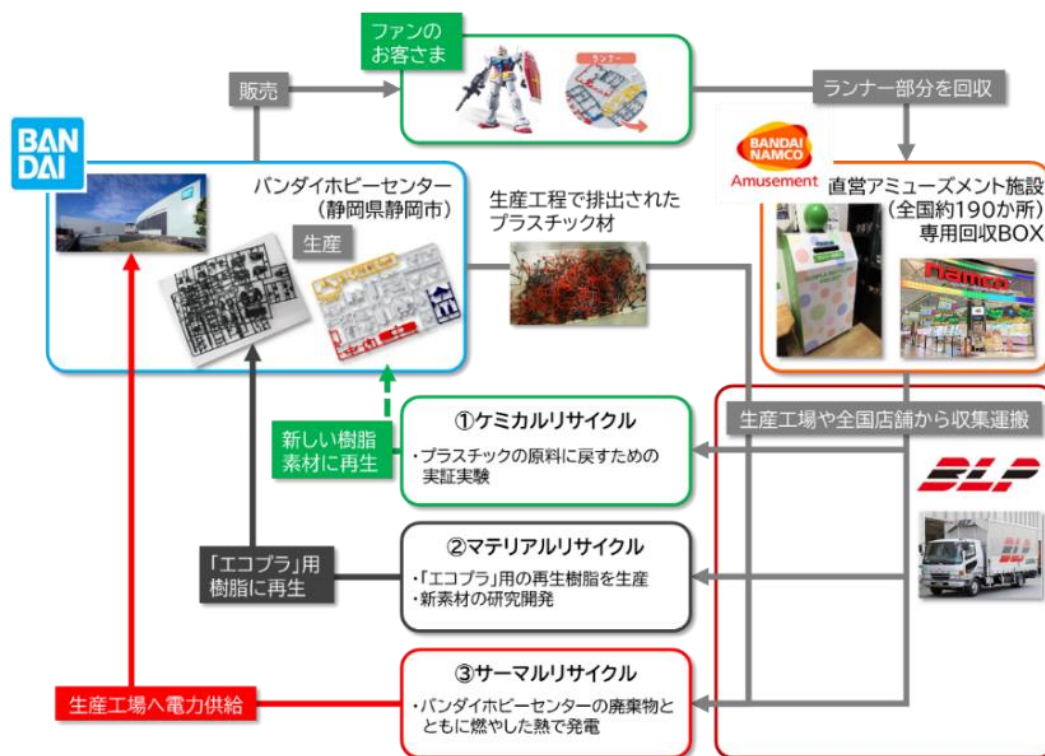 ファンの
お客さま
ランナー
販売
ランナー部分を回収
BAN
DAI
バンダイホビーセンター
(静岡県静岡市)
生産
生産工程で排出された
プラスチック材
BANDAI
NAMCO
Amusement
直営アミューズメント施設
(全国約190か所)
専用回収BOX
namco
生産工場や全国店舗から収集運搬
BLP
BLP
①ケミカルリサイクル
・プラスチックの原料に戻すための
実証実験
新しい樹脂
素材に再生
②マテリアルリサイクル
・「エコプラ」用の再生樹脂を生産
・新素材の研究開発
「エコプラ」用
樹脂に再生
③サーマルリサイクル
・バンダイホビーセンターの廃棄物と
ともに燃やした熱で発電
生産工場へ電力供給